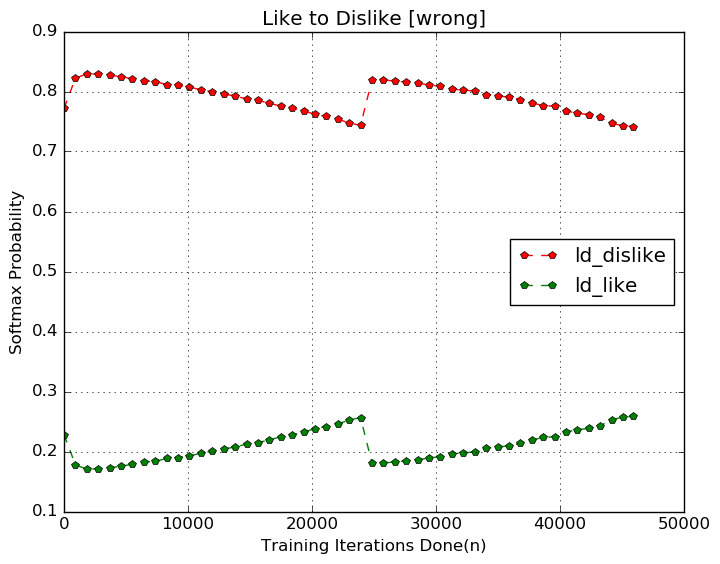 Like to Dislike [wrong]
0.9
0.8
0.7
0.6
0.5
0.4
0.3
0.2
0.1
Softmax Probability
ld_dislike
ld_like
0 10000 20000 30000 40000 50000
Training Iterations Done(n)